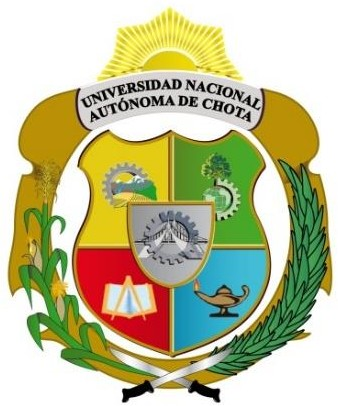 UNIVERSIDAD NACIONAL
AUTÓNOMA DE CHOTA